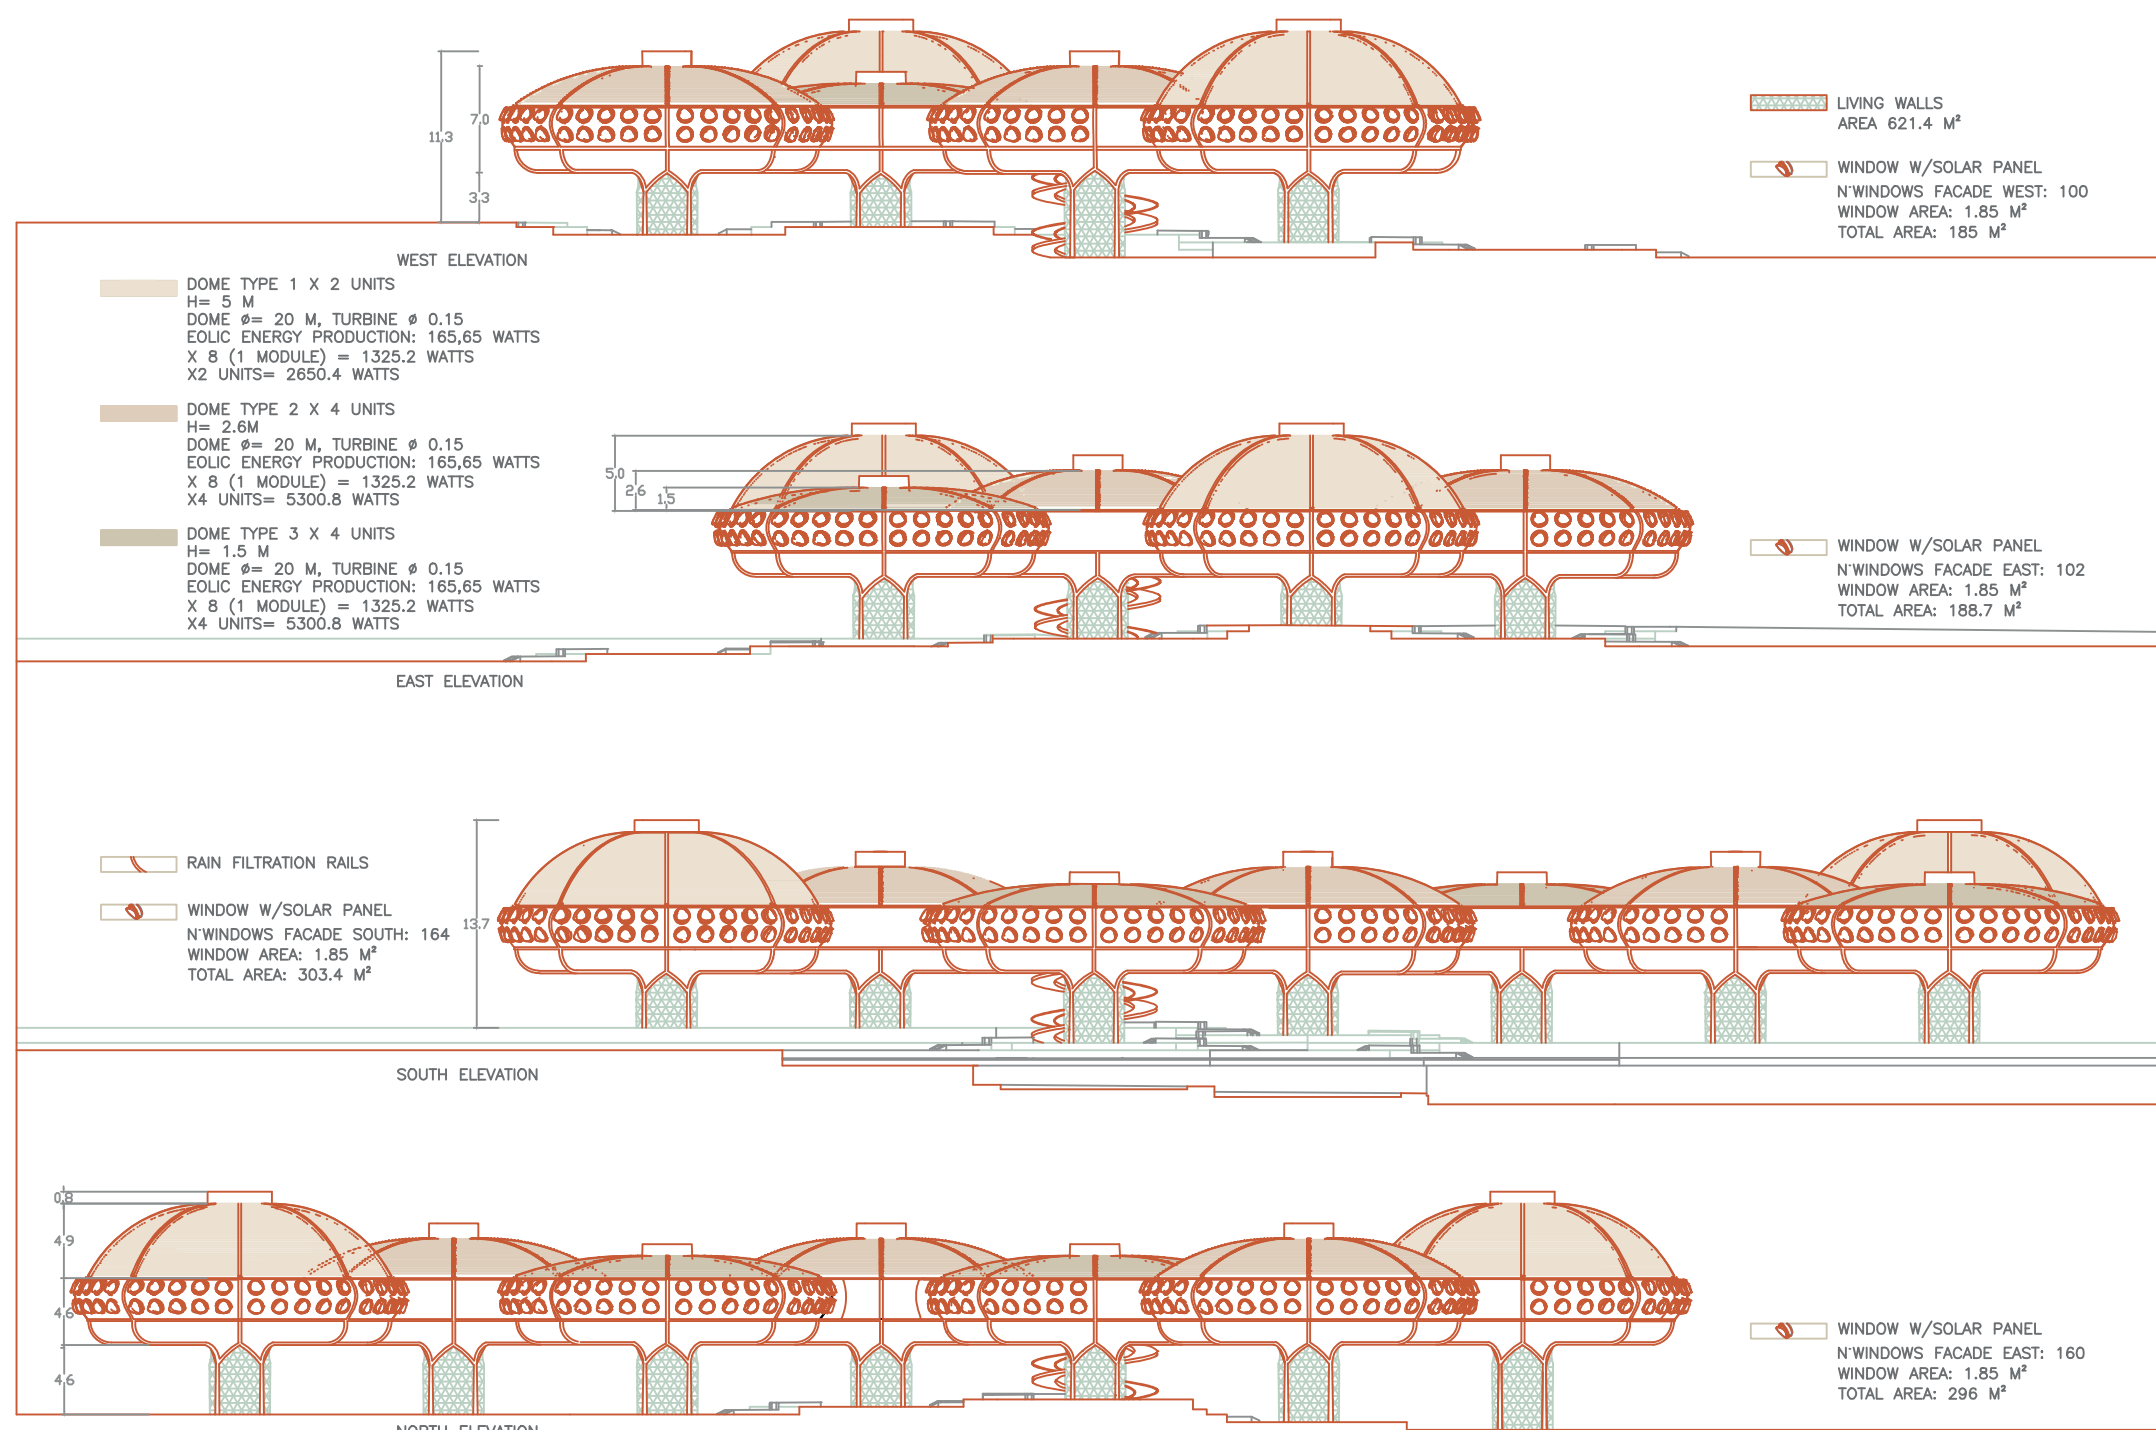 11.3
7.0
3.3
LIVING WALLS
AREA 621.4 M²
WINDOW W/SOLAR PANEL
N°WINDOWS FACADE WEST: 100
WINDOW AREA: 1.85 M²
TOTAL AREA: 185 M²
WEST ELEVATION
DOME TYPE 1 X 2 UNITS
H= 5 M
DOME ø= 20 M, TURBINE ø 0.15
EOLIC ENERGY PRODUCTION: 165,65 WATTS
X 8 (1 MODULE) = 1325.2 WATTS
X2 UNITS= 2650.4 WATTS
DOME TYPE 2 X 4 UNITS
H= 2.6M
DOME ø= 20 M, TURBINE ø 0.15
EOLIC ENERGY PRODUCTION: 165,65 WATTS
X 8 (1 MODULE) = 1325.2 WATTS
X4 UNITS= 5300.8 WATTS
DOME TYPE 3 X 4 UNITS
H= 1.5 M
DOME ø= 20 M, TURBINE ø 0.15
EOLIC ENERGY PRODUCTION: 165,65 WATTS
X 8 (1 MODULE) = 1325.2 WATTS
X4 UNITS= 5300.8 WATTS
5.0
2.6
1.5
WINDOW W/SOLAR PANEL
N°WINDOWS FACADE EAST: 102
WINDOW AREA: 1.85 M²
TOTAL AREA: 188.7 M²
EAST ELEVATION
RAIN FILTRATION RAILS
WINDOW W/SOLAR PANEL
N°WINDOWS FACADE SOUTH: 164
WINDOW AREA: 1.85 M²
TOTAL AREA: 303.4 M²
13.7
SOUTH ELEVATION
0.8
4.9
4.6
4.6
WINDOW W/SOLAR PANEL
N°WINDOWS FACADE EAST: 160
WINDOW AREA: 1.85 M²
TOTAL AREA: 296 M²
NORTH ELEVATION